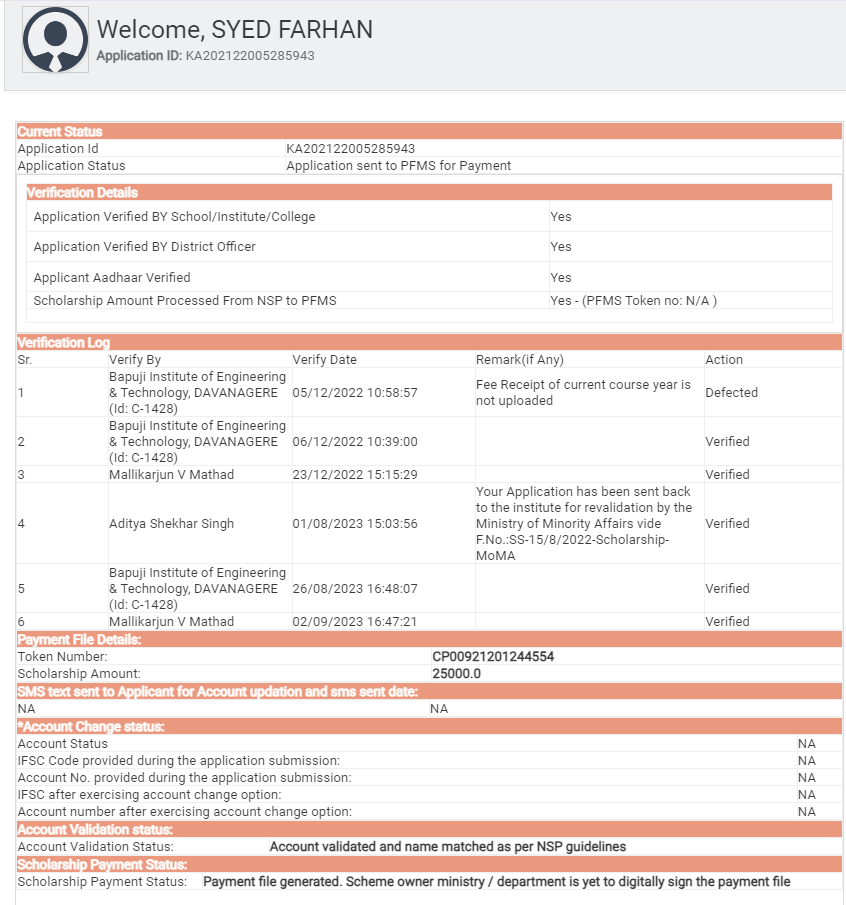 Welcome, SYED FARHAN
Application ID: KA202122005285943
Current Status
Application Id KA202122005285943
Application Status Application sent to PFMS for Payment
Verification Details
Application Verified BY School/Institute/College Yes
Application Verified BY District Officer Yes
Applicant Aadhaar Verified Yes
Scholarship Amount Processed From NSP to PFMS Yes - (PFMS Token no: N/A )
Verification Log
Sr. Verify By Verify Date Remark(if Any) Action
1 Bapuji Institute of Engineering
& Technology, DAVANAGERE
(Id: C-1428) 05/12/2022 10:58:57 Fee Receipt of current course year is
not uploaded Defected
2 Bapuji Institute of Engineering
& Technology, DAVANAGERE
(Id: C-1428) 06/12/2022 10:39:00 Verified
3 Mallikarjun V Mathad 23/12/2022 15:15:29 Verified
4 Aditya Shekhar Singh 01/08/2023 15:03:56 Your Application has been sent back
to the institute for revalidation by the
Ministry of Minority Affairs vide
F.No.:SS-15/8/2022-Scholarship-
MoMA Verified
5 Bapuji Institute of Engineering
& Technology, DAVANAGERE
(Id: C-1428) 26/08/2023 16:48:07 Verified
6 Mallikarjun V Mathad 02/09/2023 16:47:21 Verified
Payment File Details:
Token Number: CP00921201244554
Scholarship Amount: 25000.0
SMS text sent to Applicant for Account updation and sms sent date:
NA NA
*Account Change status:
Account Status NA
IFSC Code provided during the application submission: NA
Account No. provided during the application submission: NA
IFSC after exercising account change option: NA
Account number after exercising account change option: NA
Account Validation status:
Account Validation Status: Account validated and name matched as per NSP guidelines
Scholarship Payment Status:
Scholarship Payment Status: Payment file generated. Scheme owner ministry / department is yet to digitally sign the payment file